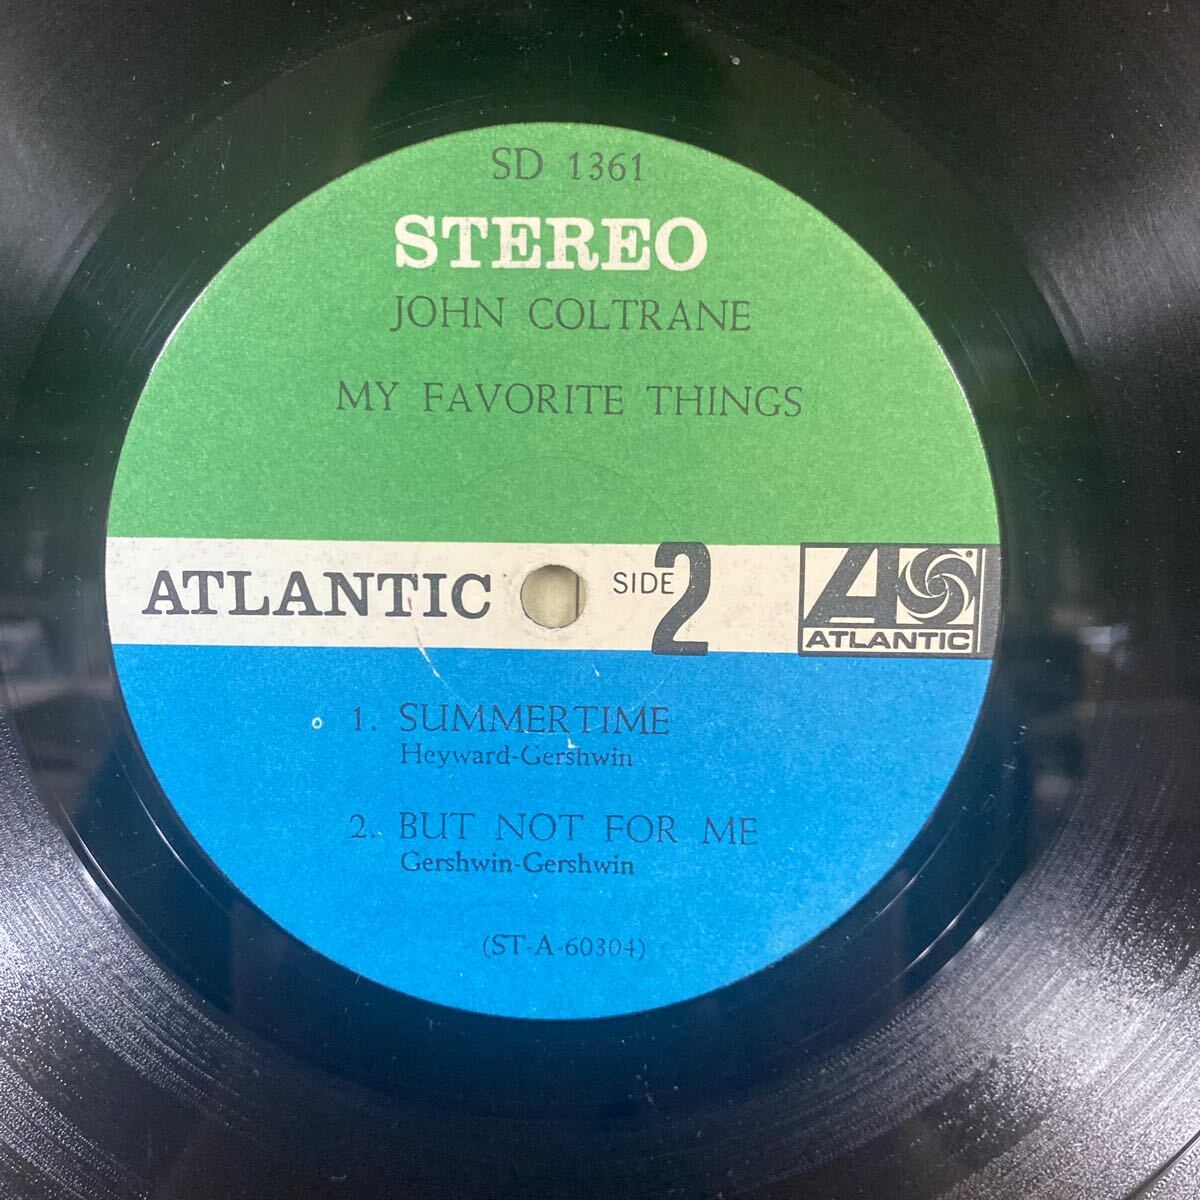 SD 1361
STEREO
JOHN COLTRANE
MY FAVORITE THINGS
ATLANTIC
SIDE 2
ATLANTIC
1. SUMMERTIME
Heyward-Gershwin
2. BUT NOT FOR ME
Gershwin-Gershwin
(ST-A-60304)